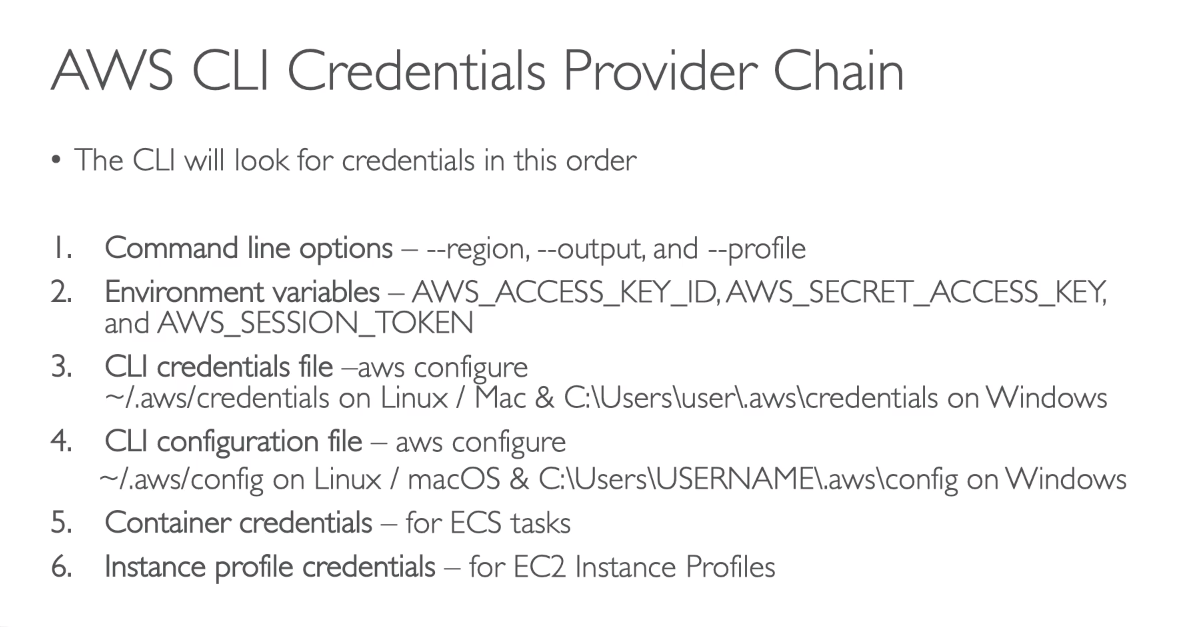 AWS CLI Credentials Provider Chain
• The CLI will look for credentials in this order
1. Command line options – --region, --output, and --profile
2. Environment variables – AWS_ACCESS_KEY_ID, AWS_SECRET_ACCESS_KEY,
and AWS_SESSION_TOKEN
3. CLI credentials file –aws configure
~/.aws/credentials on Linux / Mac & C:\Users\user\.aws\credentials on Windows
4. CLI configuration file – aws configure
~/.aws/config on Linux / macOS & C:\Users\USERNAME\.aws\config on Windows
5. Container credentials – for ECS tasks
6. Instance profile credentials – for EC2 Instance Profiles